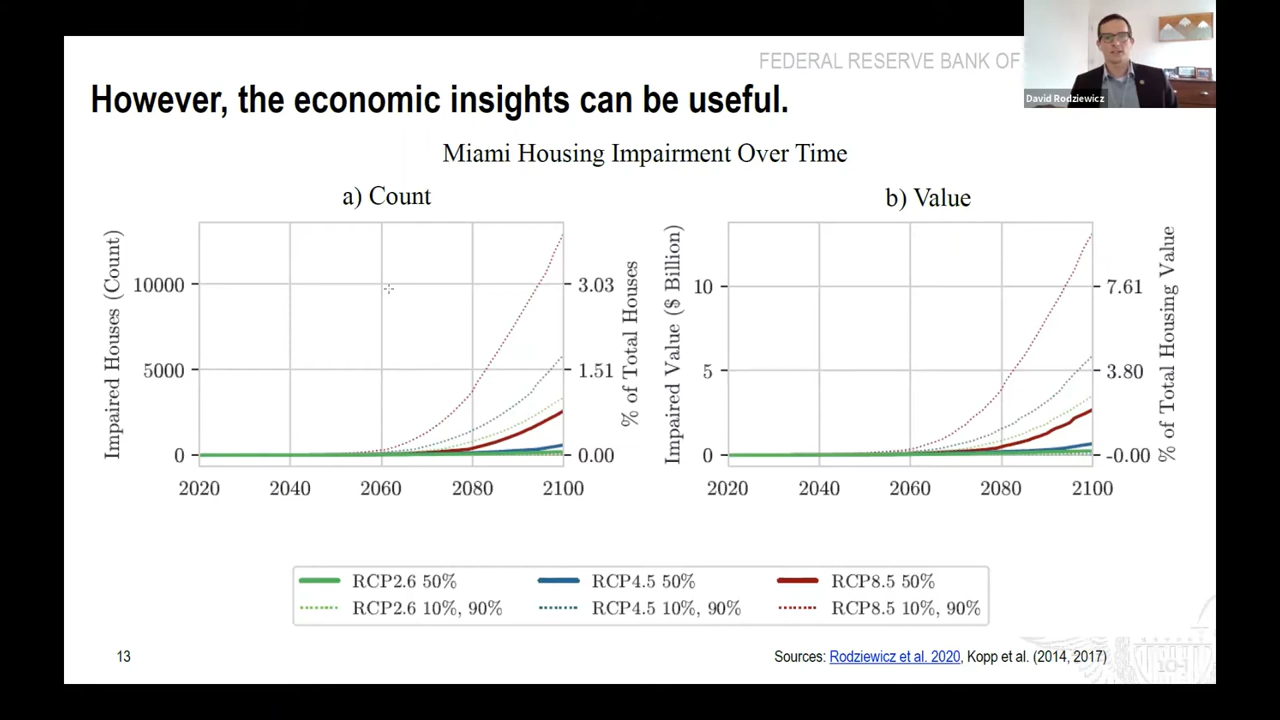 FEDERAL RESERVE BANK OF
David Rodziewicz
However, the economic insights can be useful.
Miami Housing Impairment Over Time
a) Count
b) Value
Impaired Houses (Count)
10000
5000
0
3.03
1.51
0.00
% of Total Houses
2020 2040 2060 2080 2100
Impaired Value ($ Billion)
10
5
0
7.61
3.80
-0.00
% of Total Housing Value
2020 2040 2060 2080 2100
RCP2.6 50% RCP4.5 50% RCP8.5 50%
RCP2.6 10%, 90% RCP4.5 10%, 90% RCP8.5 10%, 90%
13
Sources: Rodziewicz et al. 2020, Kopp et al. (2014, 2017)
10-J